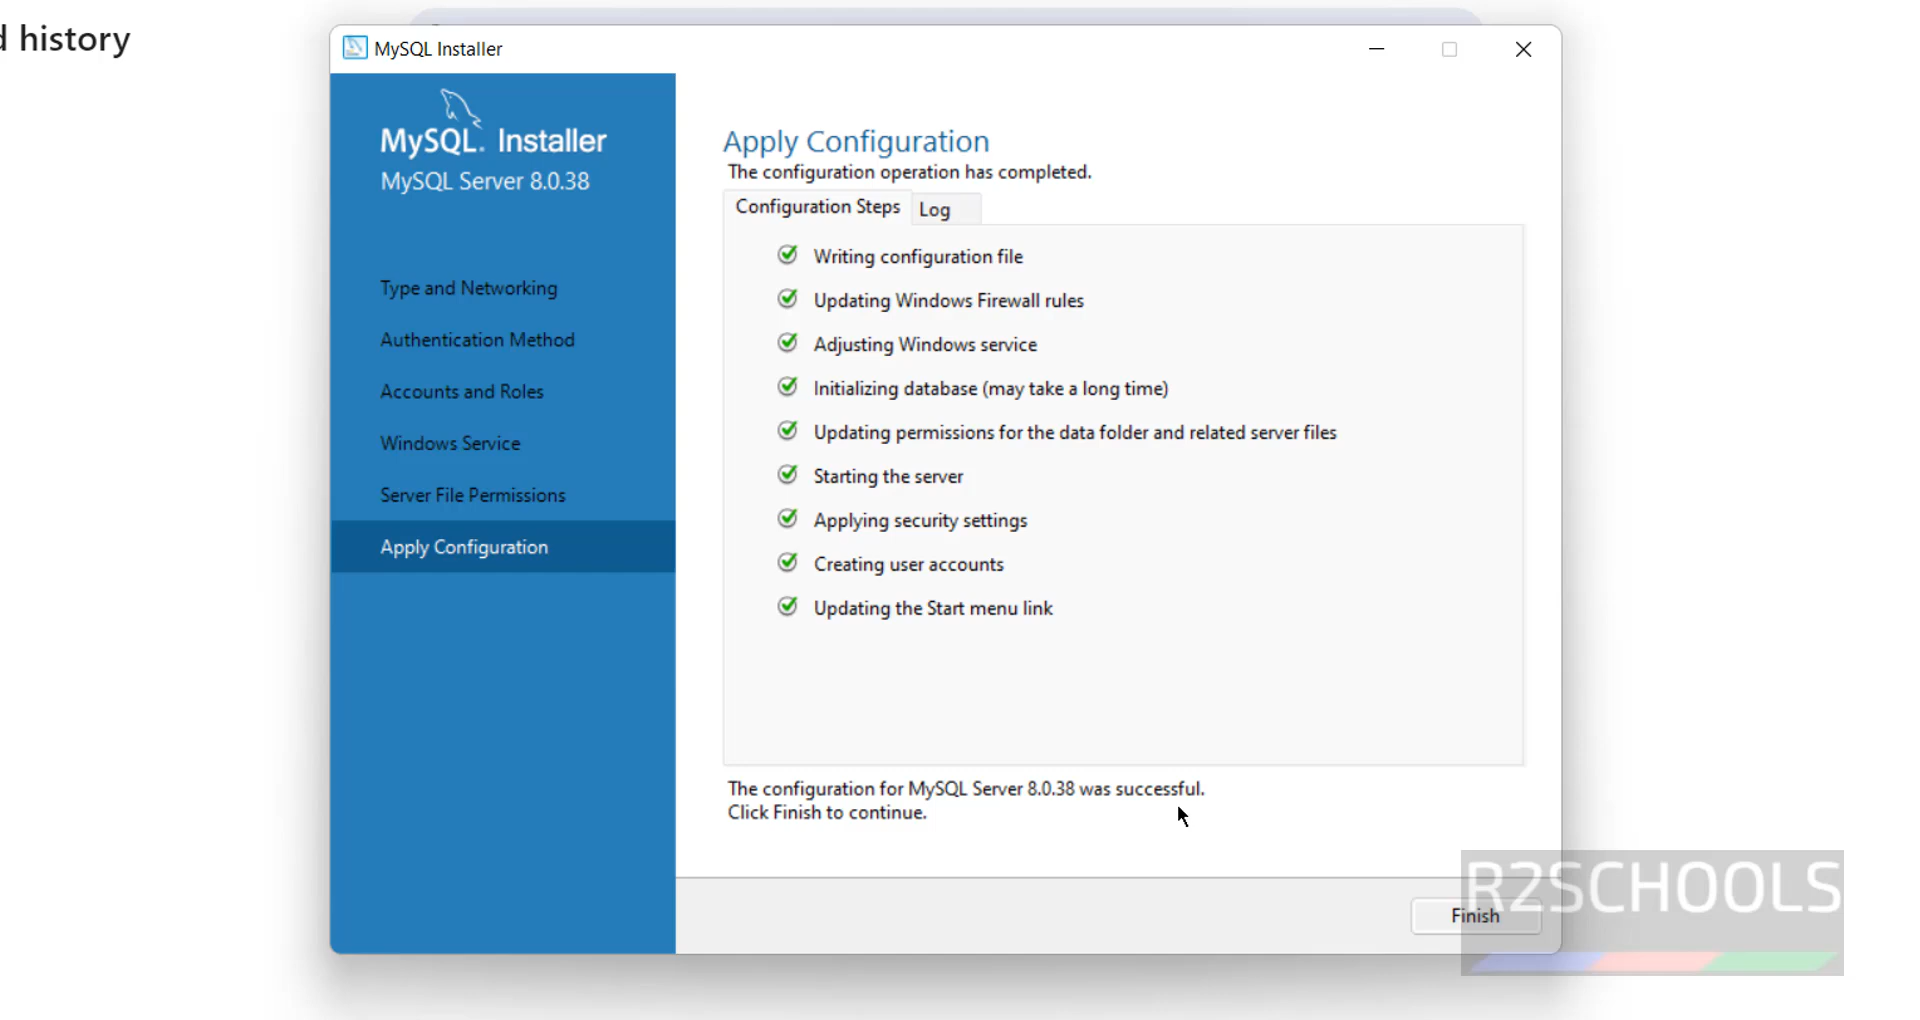 d history
MySQL Installer
MySQL. Installer
MySQL Server 8.0.38
Type and Networking
Authentication Method
Accounts and Roles
Windows Service
Server File Permissions
Apply Configuration
Apply Configuration
The configuration operation has completed.
Configuration Steps
Log
Writing configuration file
Updating Windows Firewall rules
Adjusting Windows service
Initializing database (may take a long time)
Updating permissions for the data folder and related server files
Starting the server
Applying security settings
Creating user accounts
Updating the Start menu link
The configuration for MySQL Server 8.0.38 was successful.
Click Finish to continue.
Finish
R2SCHOOLS